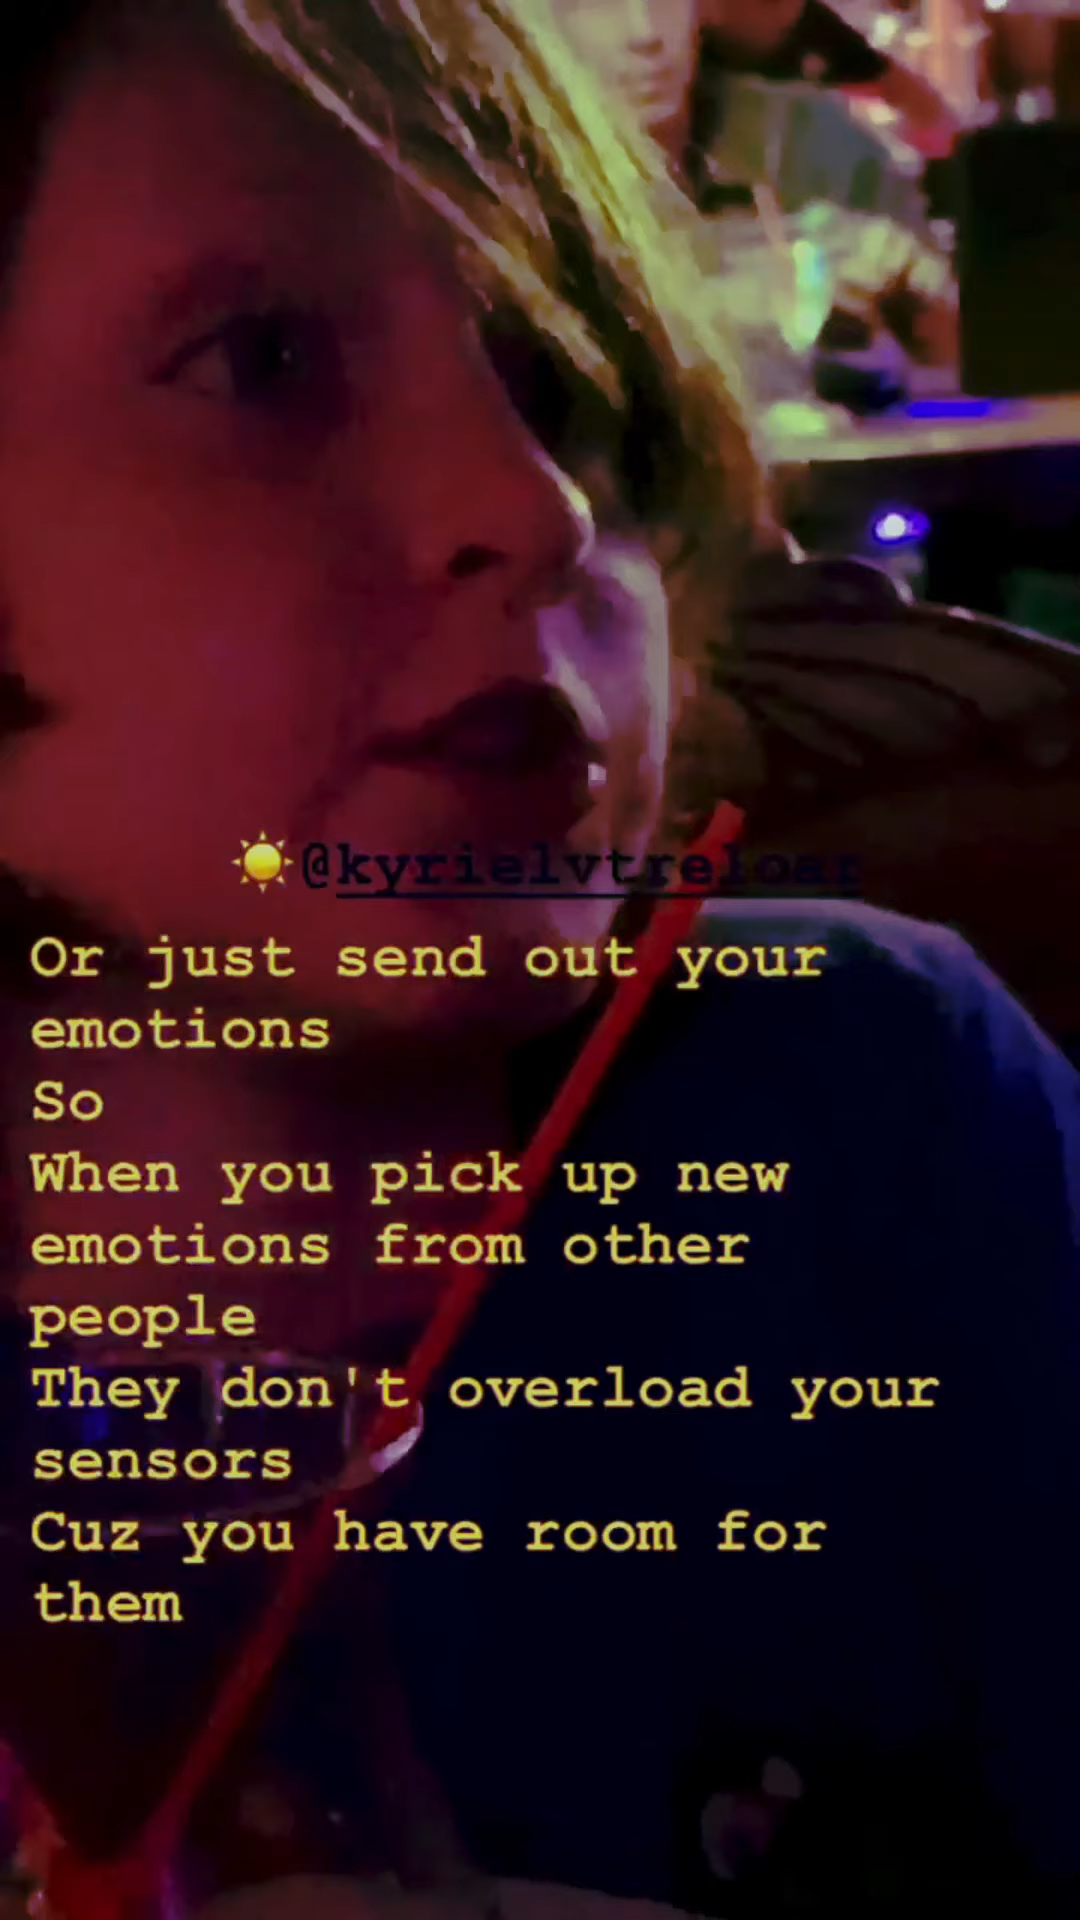 ☀️@kyrielvtreloar
Or just send out your
emotions
So
When you pick up new
emotions from other
people
They don't overload your
sensors
Cuz you have room for
them